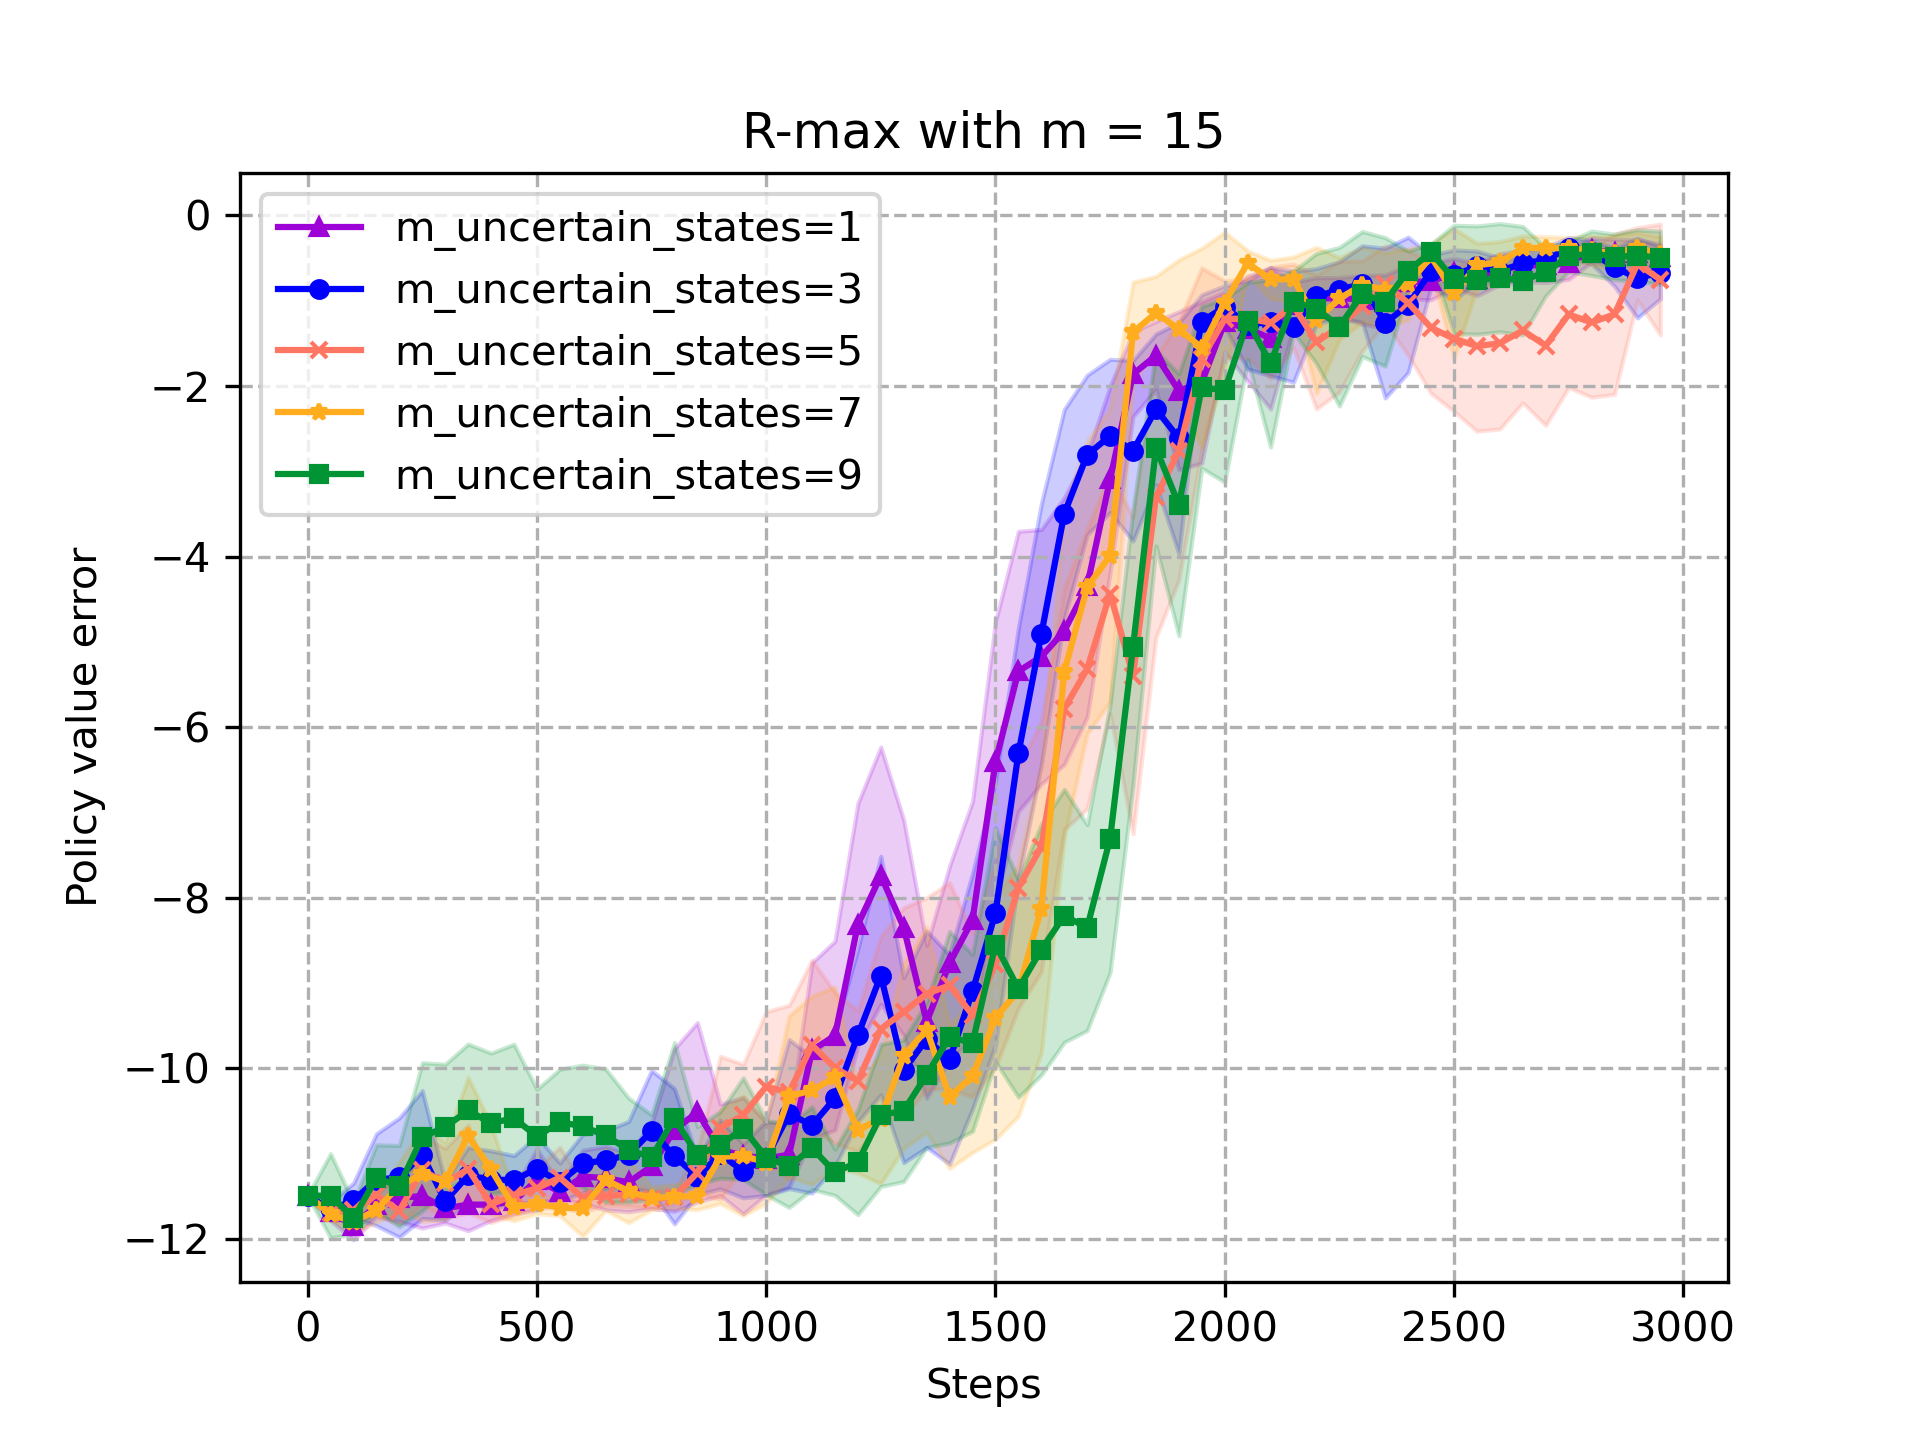 R-max with m = 15
0
−2
−4
−6
−8
−10
−12
Policy value error
m_uncertain_states=1
m_uncertain_states=3
m_uncertain_states=5
m_uncertain_states=7
m_uncertain_states=9
0 500 1000 1500 2000 2500 3000
Steps